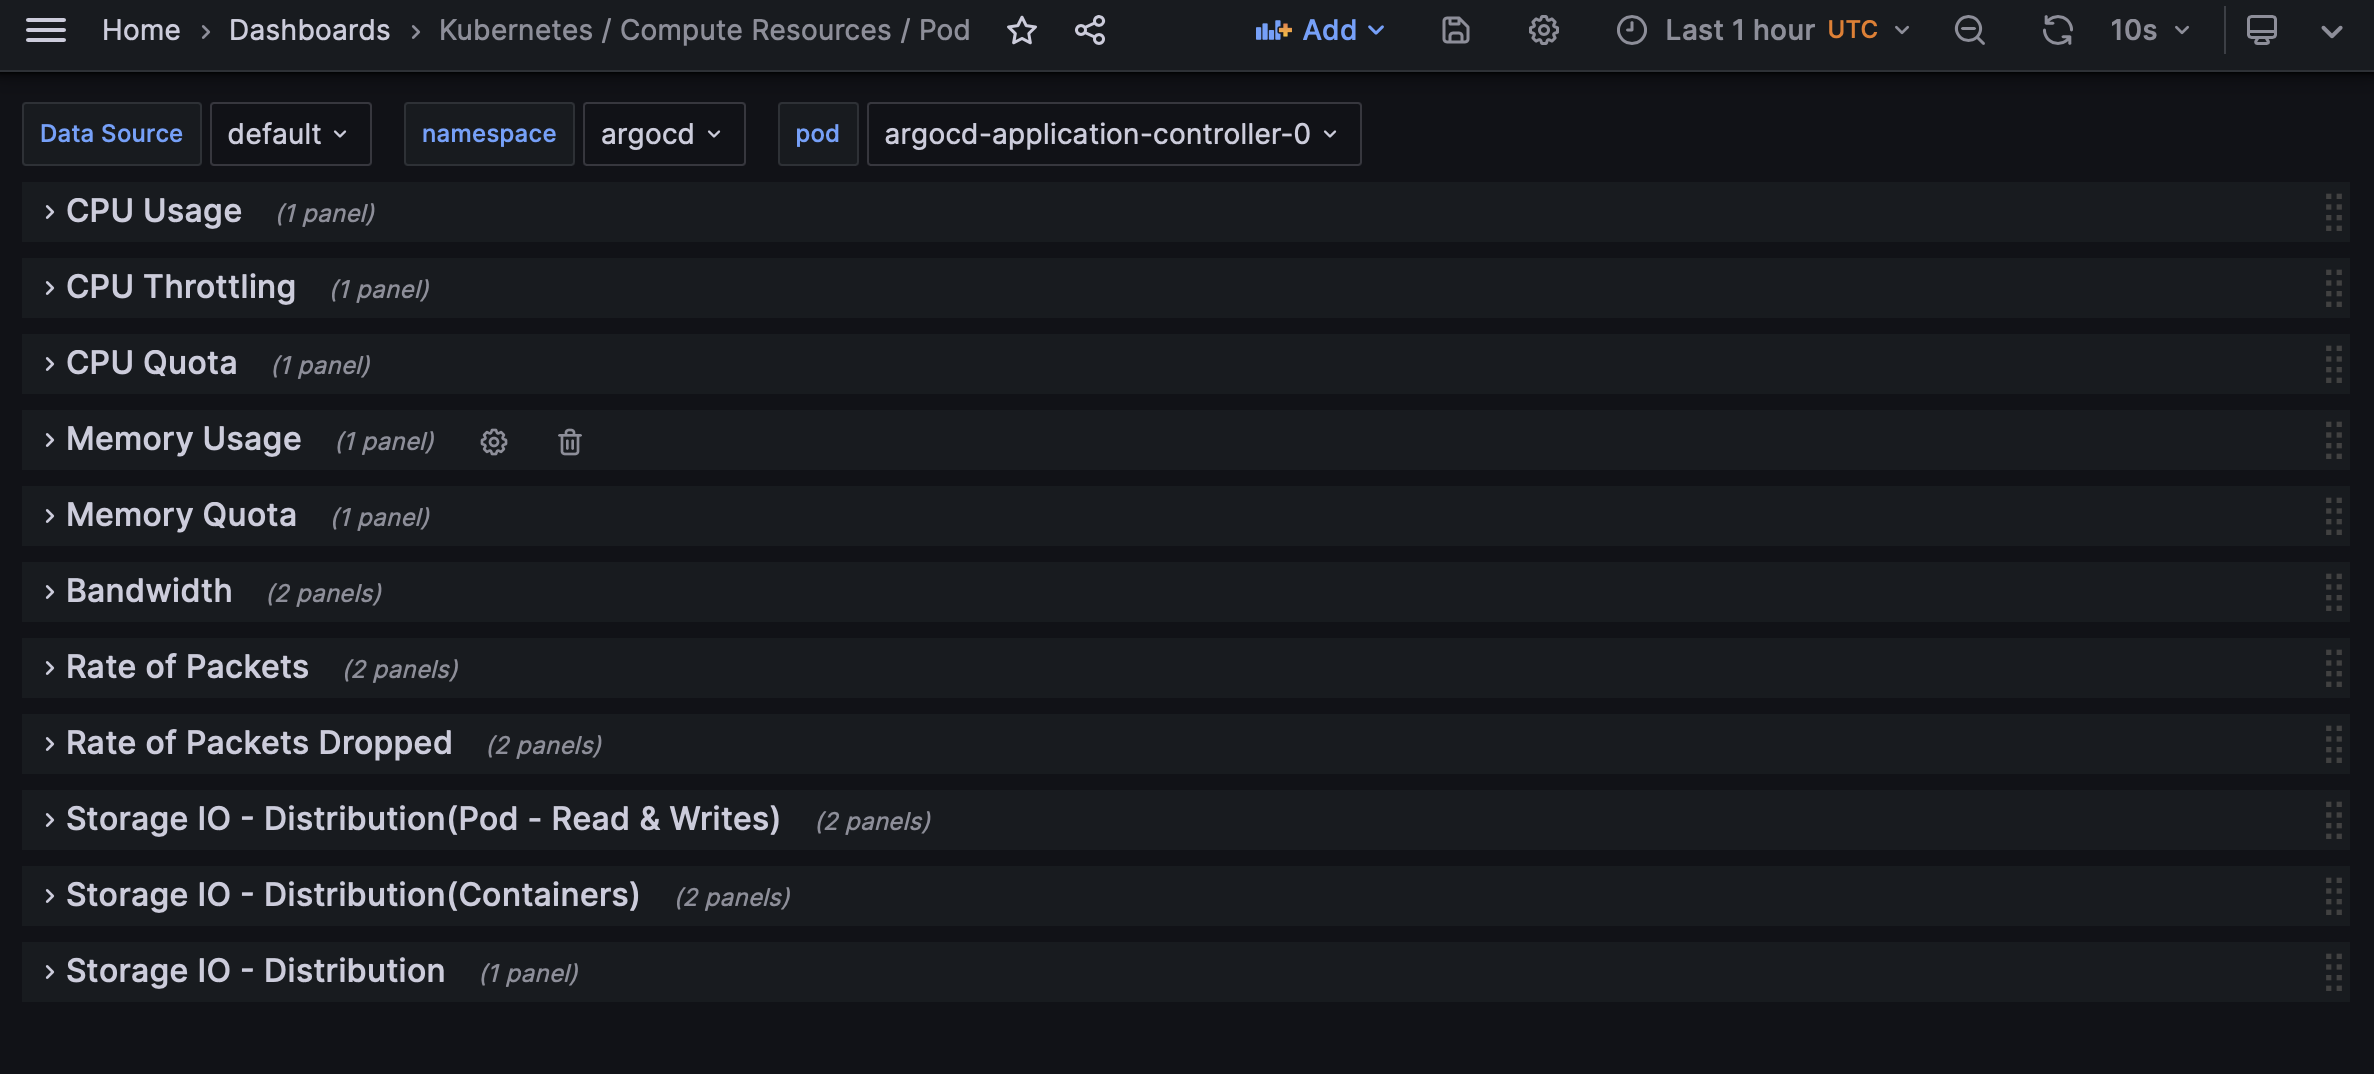 Home › Dashboards › Kubernetes / Compute Resources / Pod Add Last 1 hour UTC 10s
Data Source default namespace argocd pod argocd-application-controller-0
CPU Usage (1 panel)
CPU Throttling (1 panel)
CPU Quota (1 panel)
Memory Usage (1 panel)
Memory Quota (1 panel)
Bandwidth (2 panels)
Rate of Packets (2 panels)
Rate of Packets Dropped (2 panels)
Storage IO - Distribution(Pod - Read & Writes) (2 panels)
Storage IO - Distribution(Containers) (2 panels)
Storage IO - Distribution (1 panel)